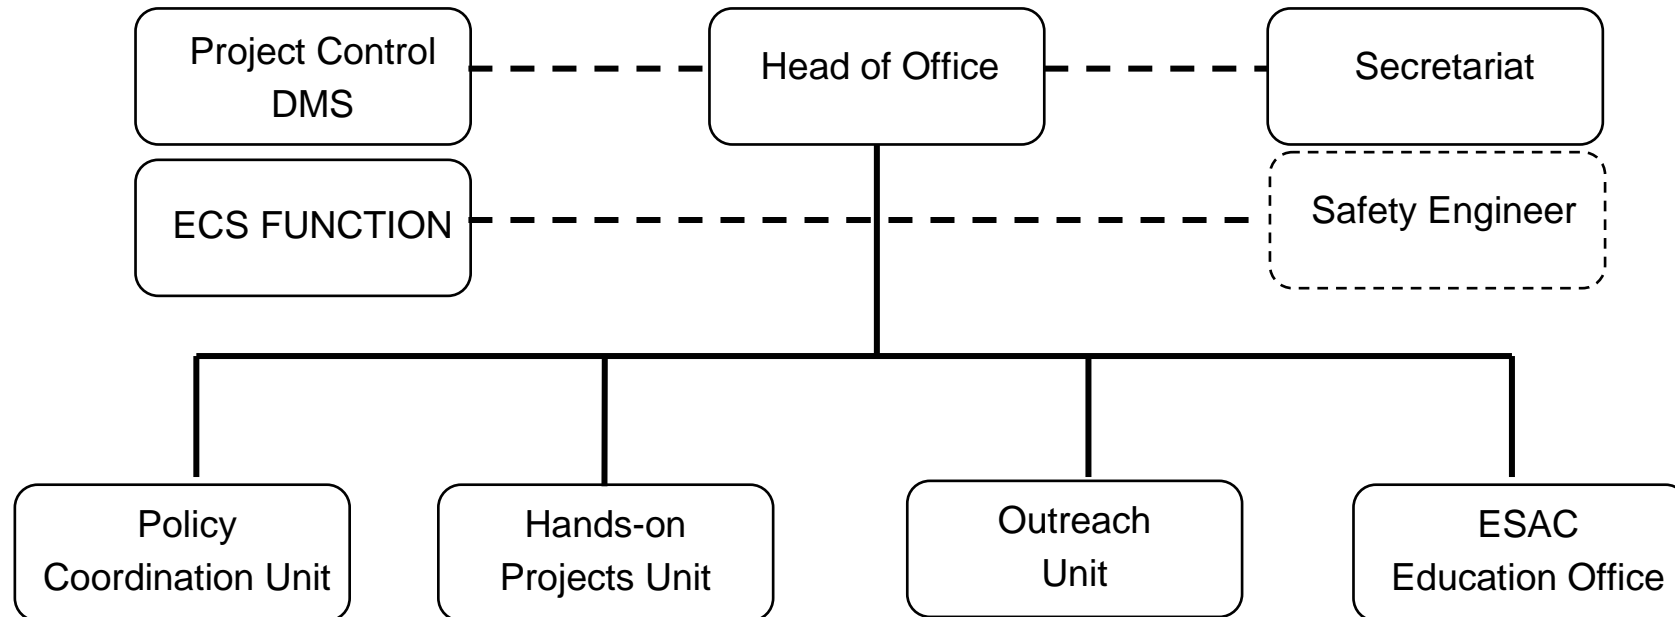 Project Control
DMS
Head of Office
Secretariat
ECS FUNCTION
Safety Engineer
Policy
Coordination Unit
Hands-on
Projects Unit
Outreach
Unit
ESAC
Education Office